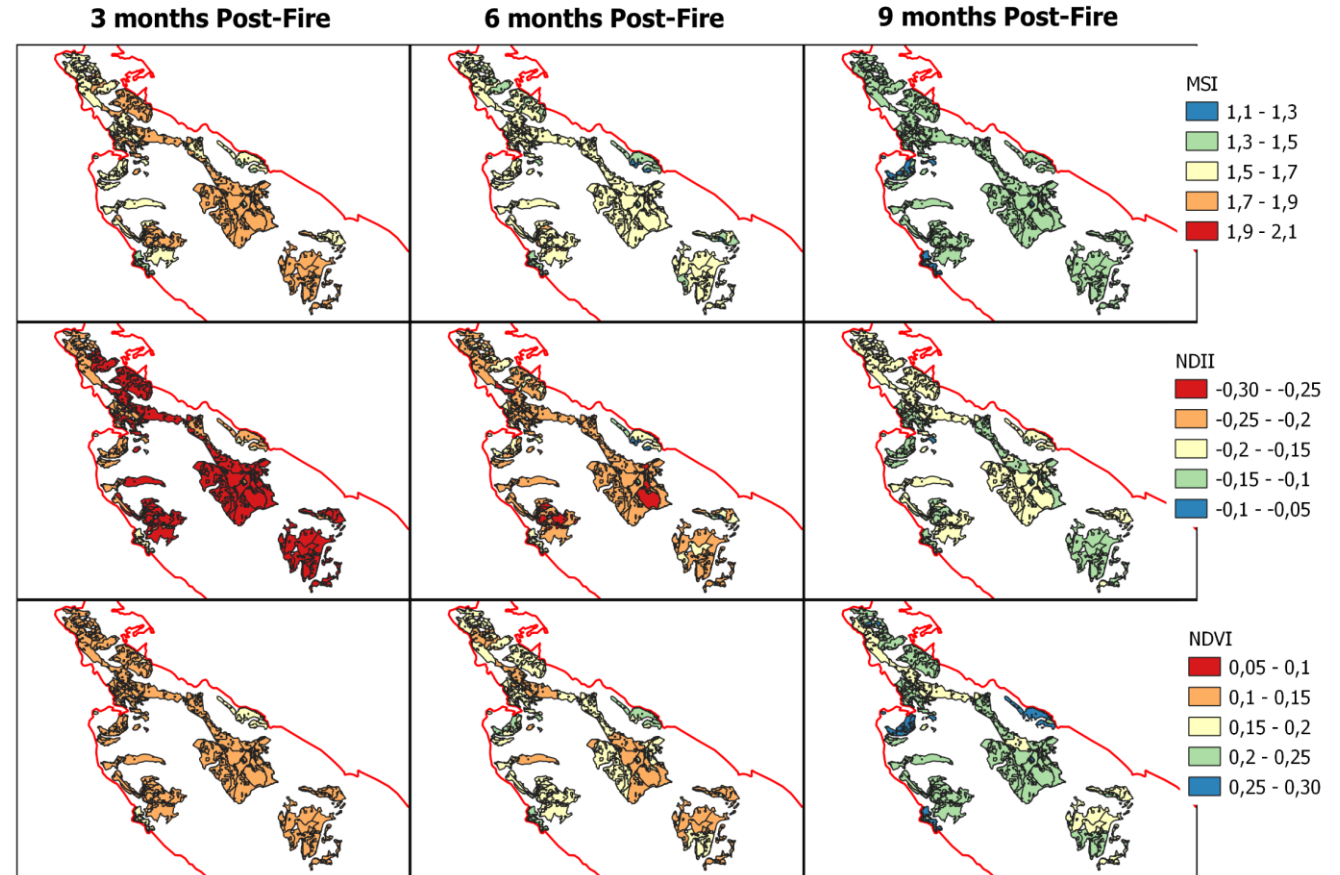 3 months Post-Fire
6 months Post-Fire
9 months Post-Fire
MSI
1,1 - 1,3
1,3 - 1,5
1,5 - 1,7
1,7 - 1,9
1,9 - 2,1
NDII
-0,30 - -0,25
-0,25 - -0,2
-0,2 - -0,15
-0,15 - -0,1
-0,1 - -0,05
NDVI
0,05 - 0,1
0,1 - 0,15
0,15 - 0,2
0,2 - 0,25
0,25 - 0,30